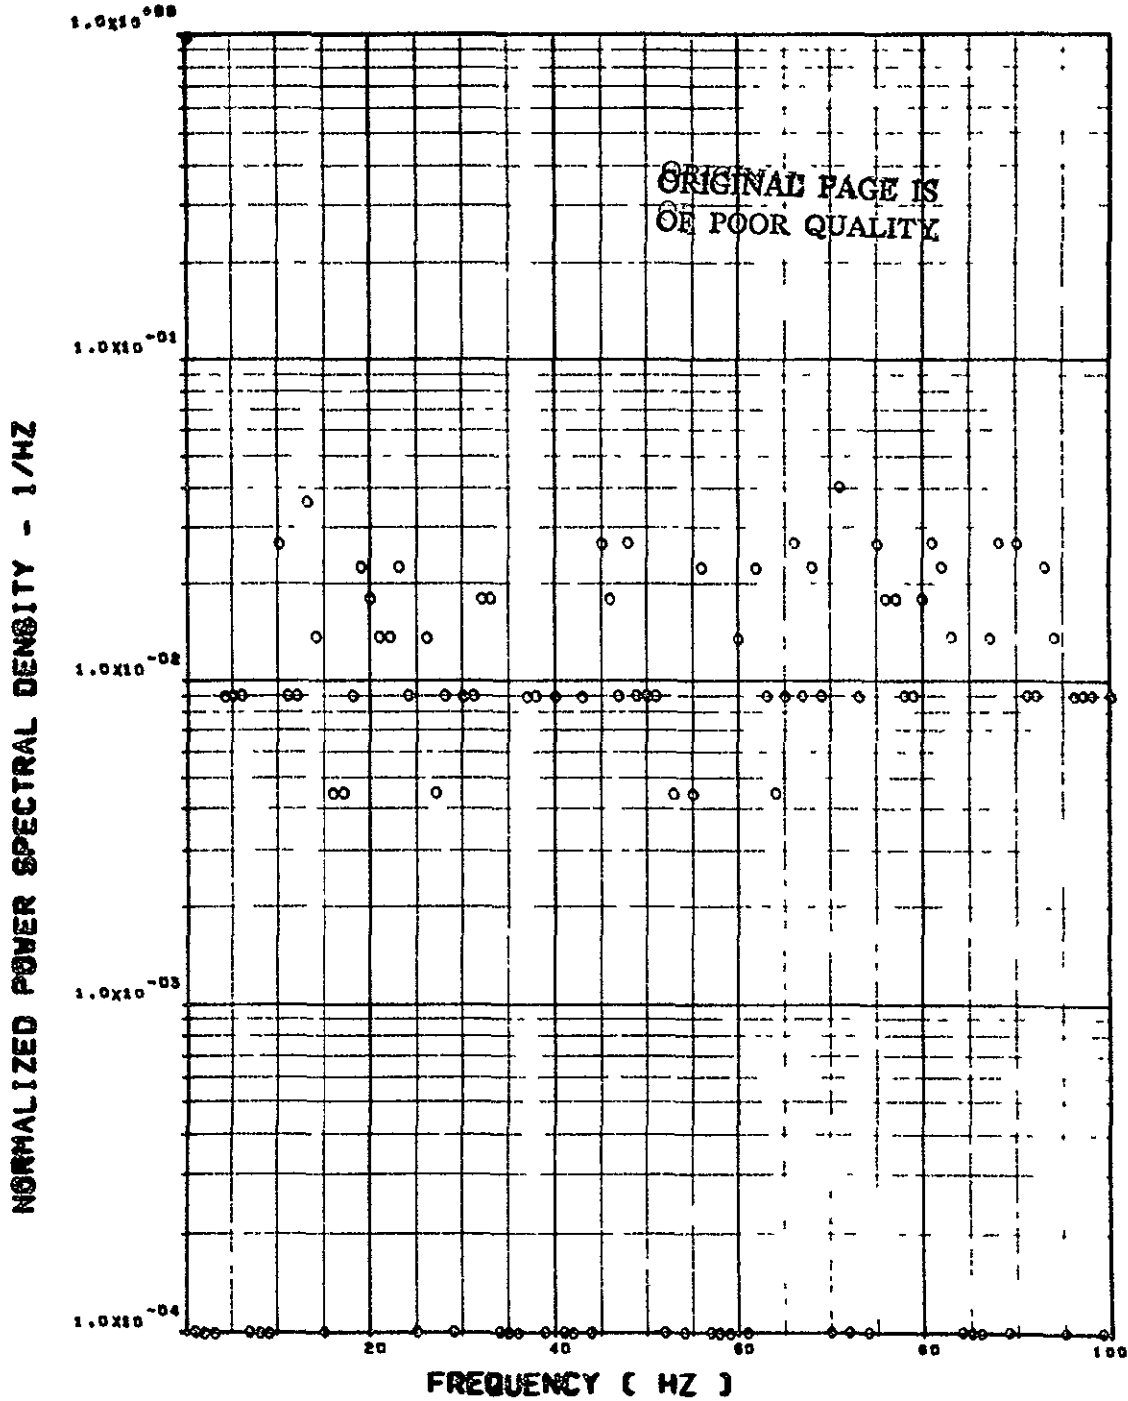 1.0X10+00
ORIGINAL PAGE IS
OF POOR QUALITY
1.0X10-01
NORMALIZED POWER SPECTRAL DENSITY - 1/HZ
1.0X10-02
1.0X10-03
1.0X10-04
20 40 60 80 100
FREQUENCY ( HZ )